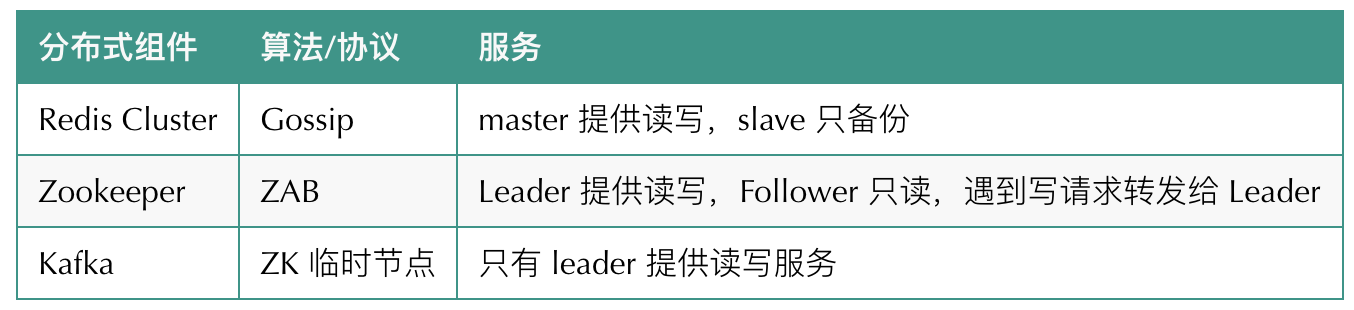 分布式组件 算法/协议 服务
Redis Cluster Gossip master 提供读写，slave 只备份
Zookeeper ZAB Leader 提供读写，Follower 只读，遇到写请求转发给 Leader
Kafka ZK 临时节点 只有 leader 提供读写服务